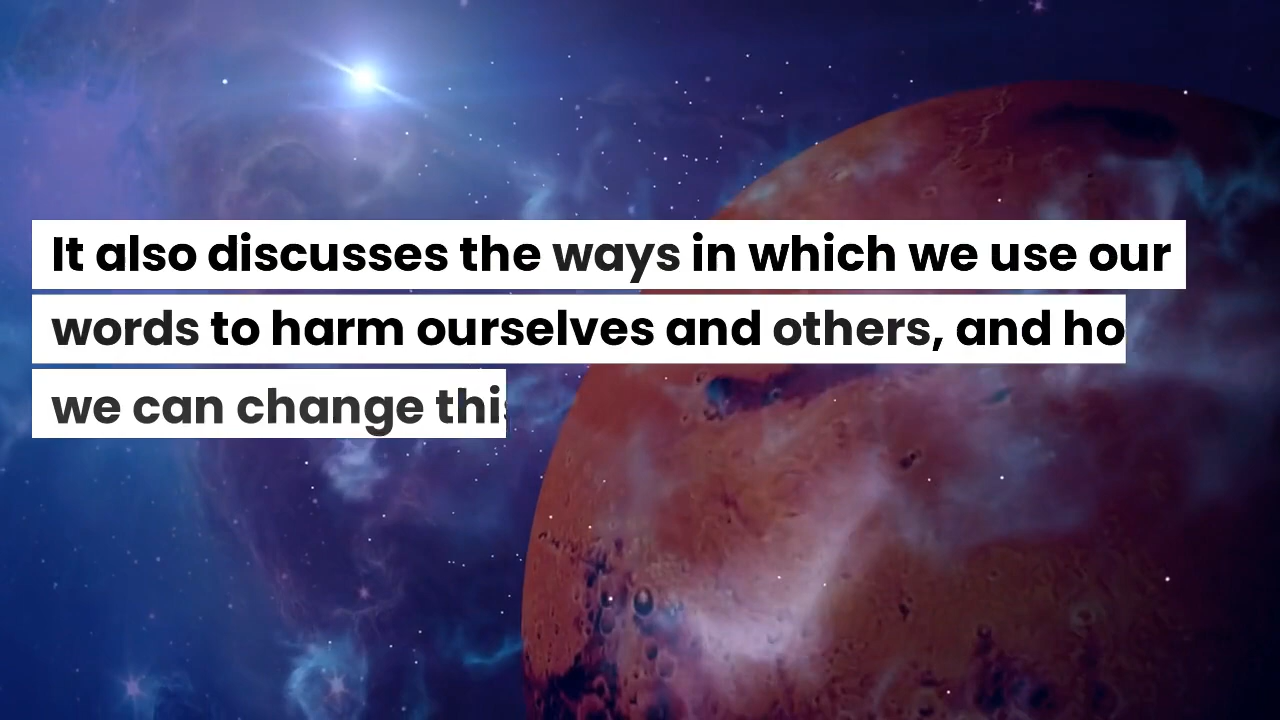 It also discusses the ways in which we use our
words to harm ourselves and others, and ho
we can change this